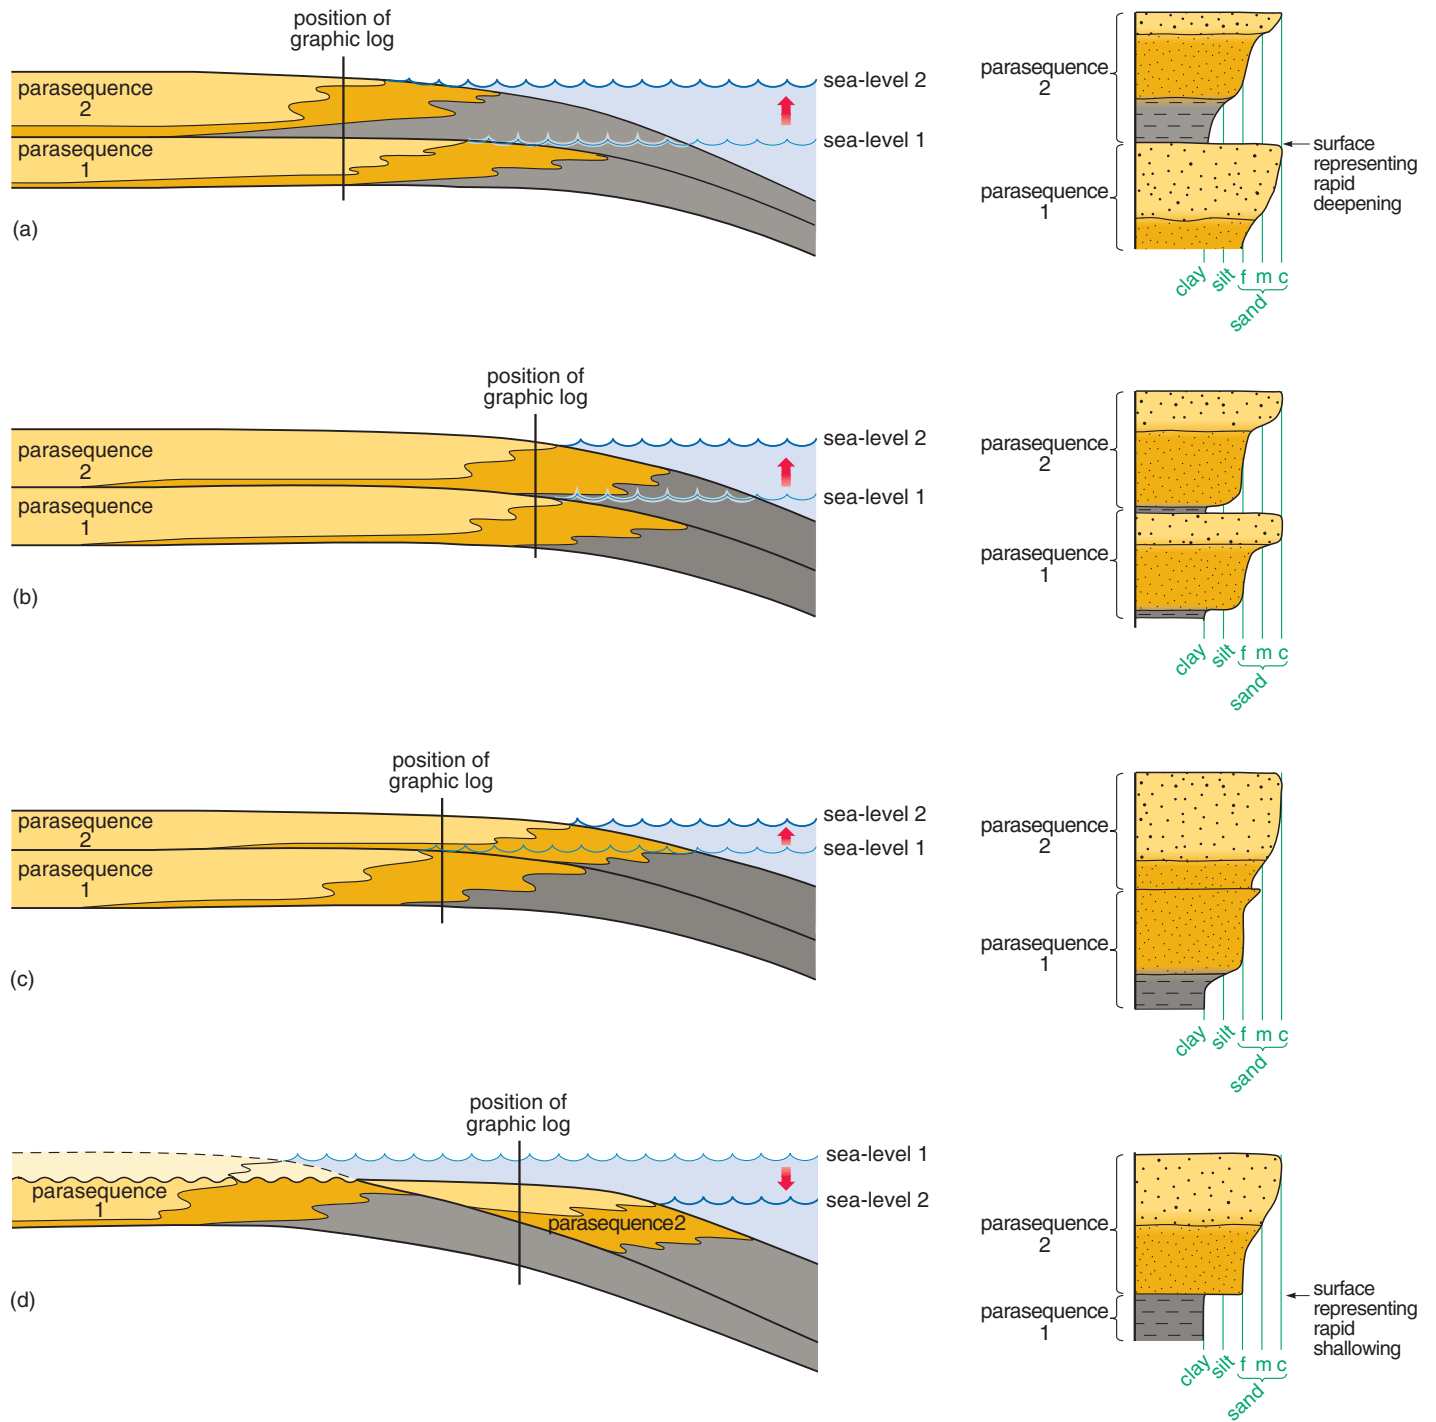 position of
graphic log
parasequence
2
parasequence
1
sea-level 2
sea-level 1
(a)
parasequence
2
parasequence
1
surface
representing
rapid
deepening
clay
silt
f m c
sand
position of
graphic log
parasequence
2
parasequence
1
sea-level 2
sea-level 1
(b)
parasequence
2
parasequence
1
clay
silt
f m c
sand
position of
graphic log
parasequence
2
parasequence
1
sea-level 2
sea-level 1
(c)
parasequence
2
parasequence
1
clay
silt
f m c
sand
position of
graphic log
parasequence
1
parasequence2
sea-level 1
sea-level 2
(d)
parasequence
2
parasequence
1
surface
representing
rapid
shallowing
clay
silt
f m c
sand